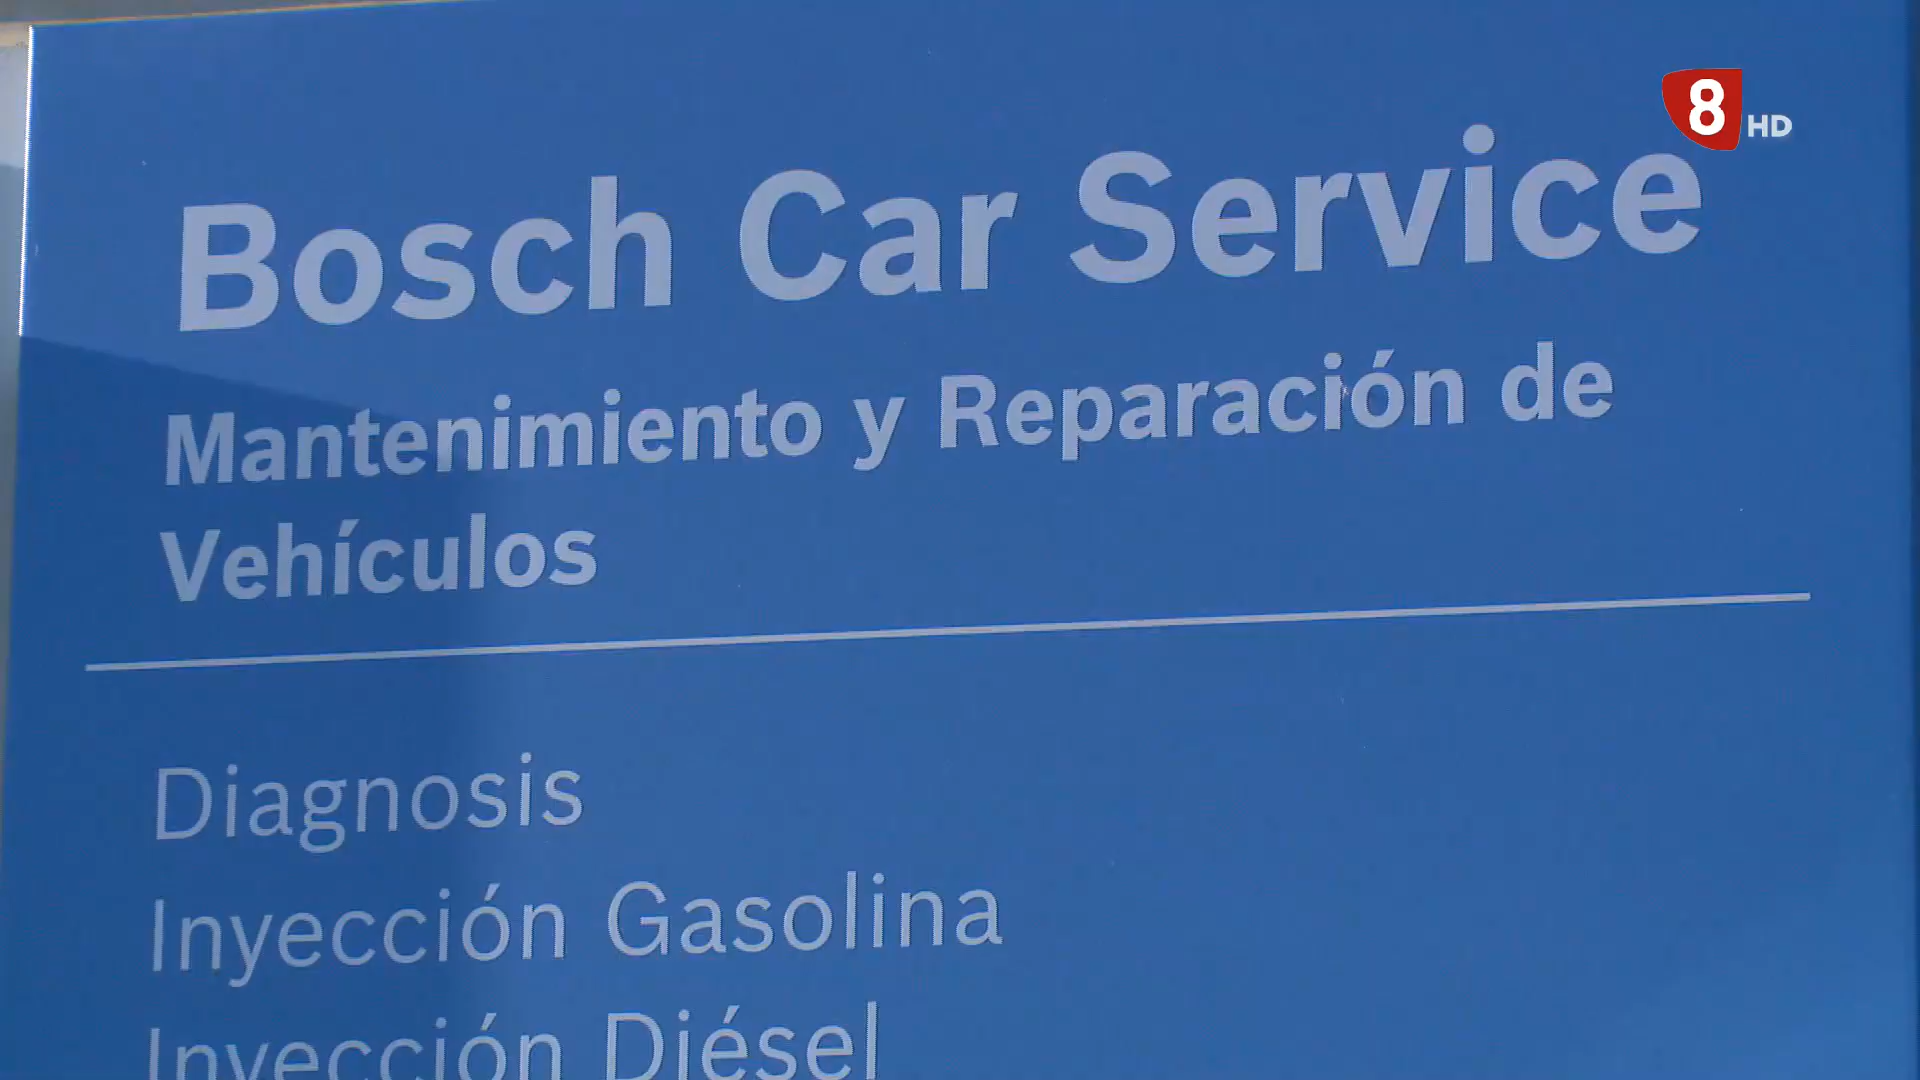 8 HD
Bosch Car Service
Mantenimiento y Reparación de
Vehículos
Diagnosis
Inyección Gasolina
Inyección Diésel